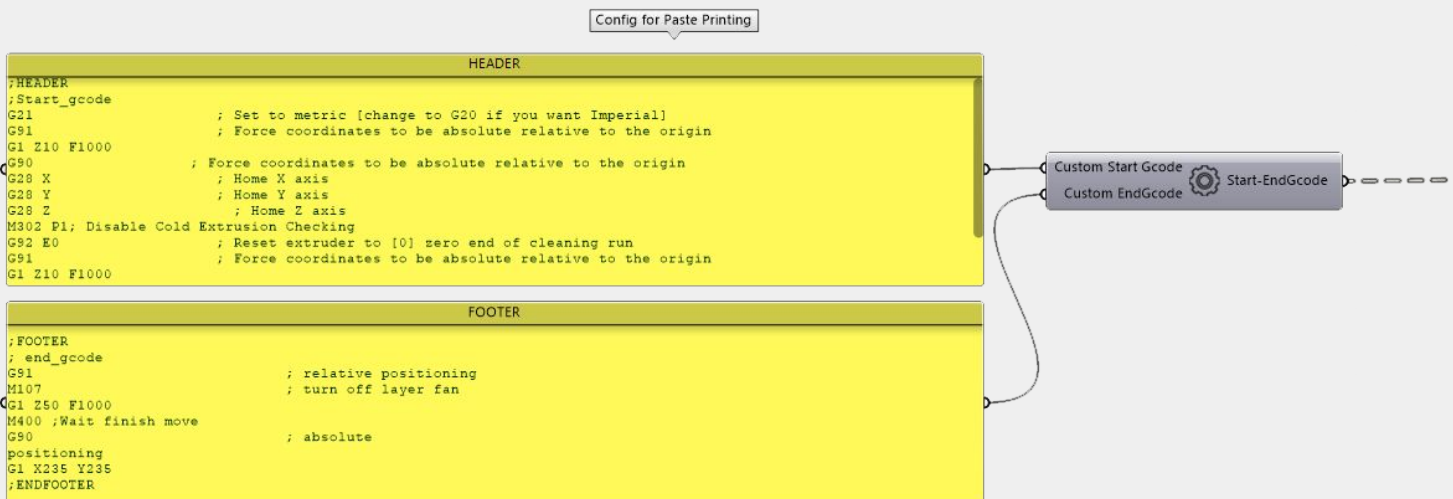 Config for Paste Printing
HEADER
;HEADER
;Start_gcode
G21 ; Set to metric [change to G20 if you want Imperial]
G91 ; Force coordinates to be absolute relative to the origin
G1 Z10 F1000
G90 ; Force coordinates to be absolute relative to the origin
G28 X ; Home X axis
G28 Y ; Home Y axis
G28 Z ; Home Z axis
M302 P1; Disable Cold Extrusion Checking
G92 E0 ; Reset extruder to [0] zero end of cleaning run
G91 ; Force coordinates to be absolute relative to the origin
G1 Z10 F1000
Custom Start Gcode
Custom EndGcode
Start-EndGcode
FOOTER
;FOOTER
; end_gcode
G91 ; relative positioning
M107 ; turn off layer fan
G1 Z50 F1000
M400 ;Wait finish move
G90 ; absolute
positioning
G1 X235 Y235
;ENDFOOTER